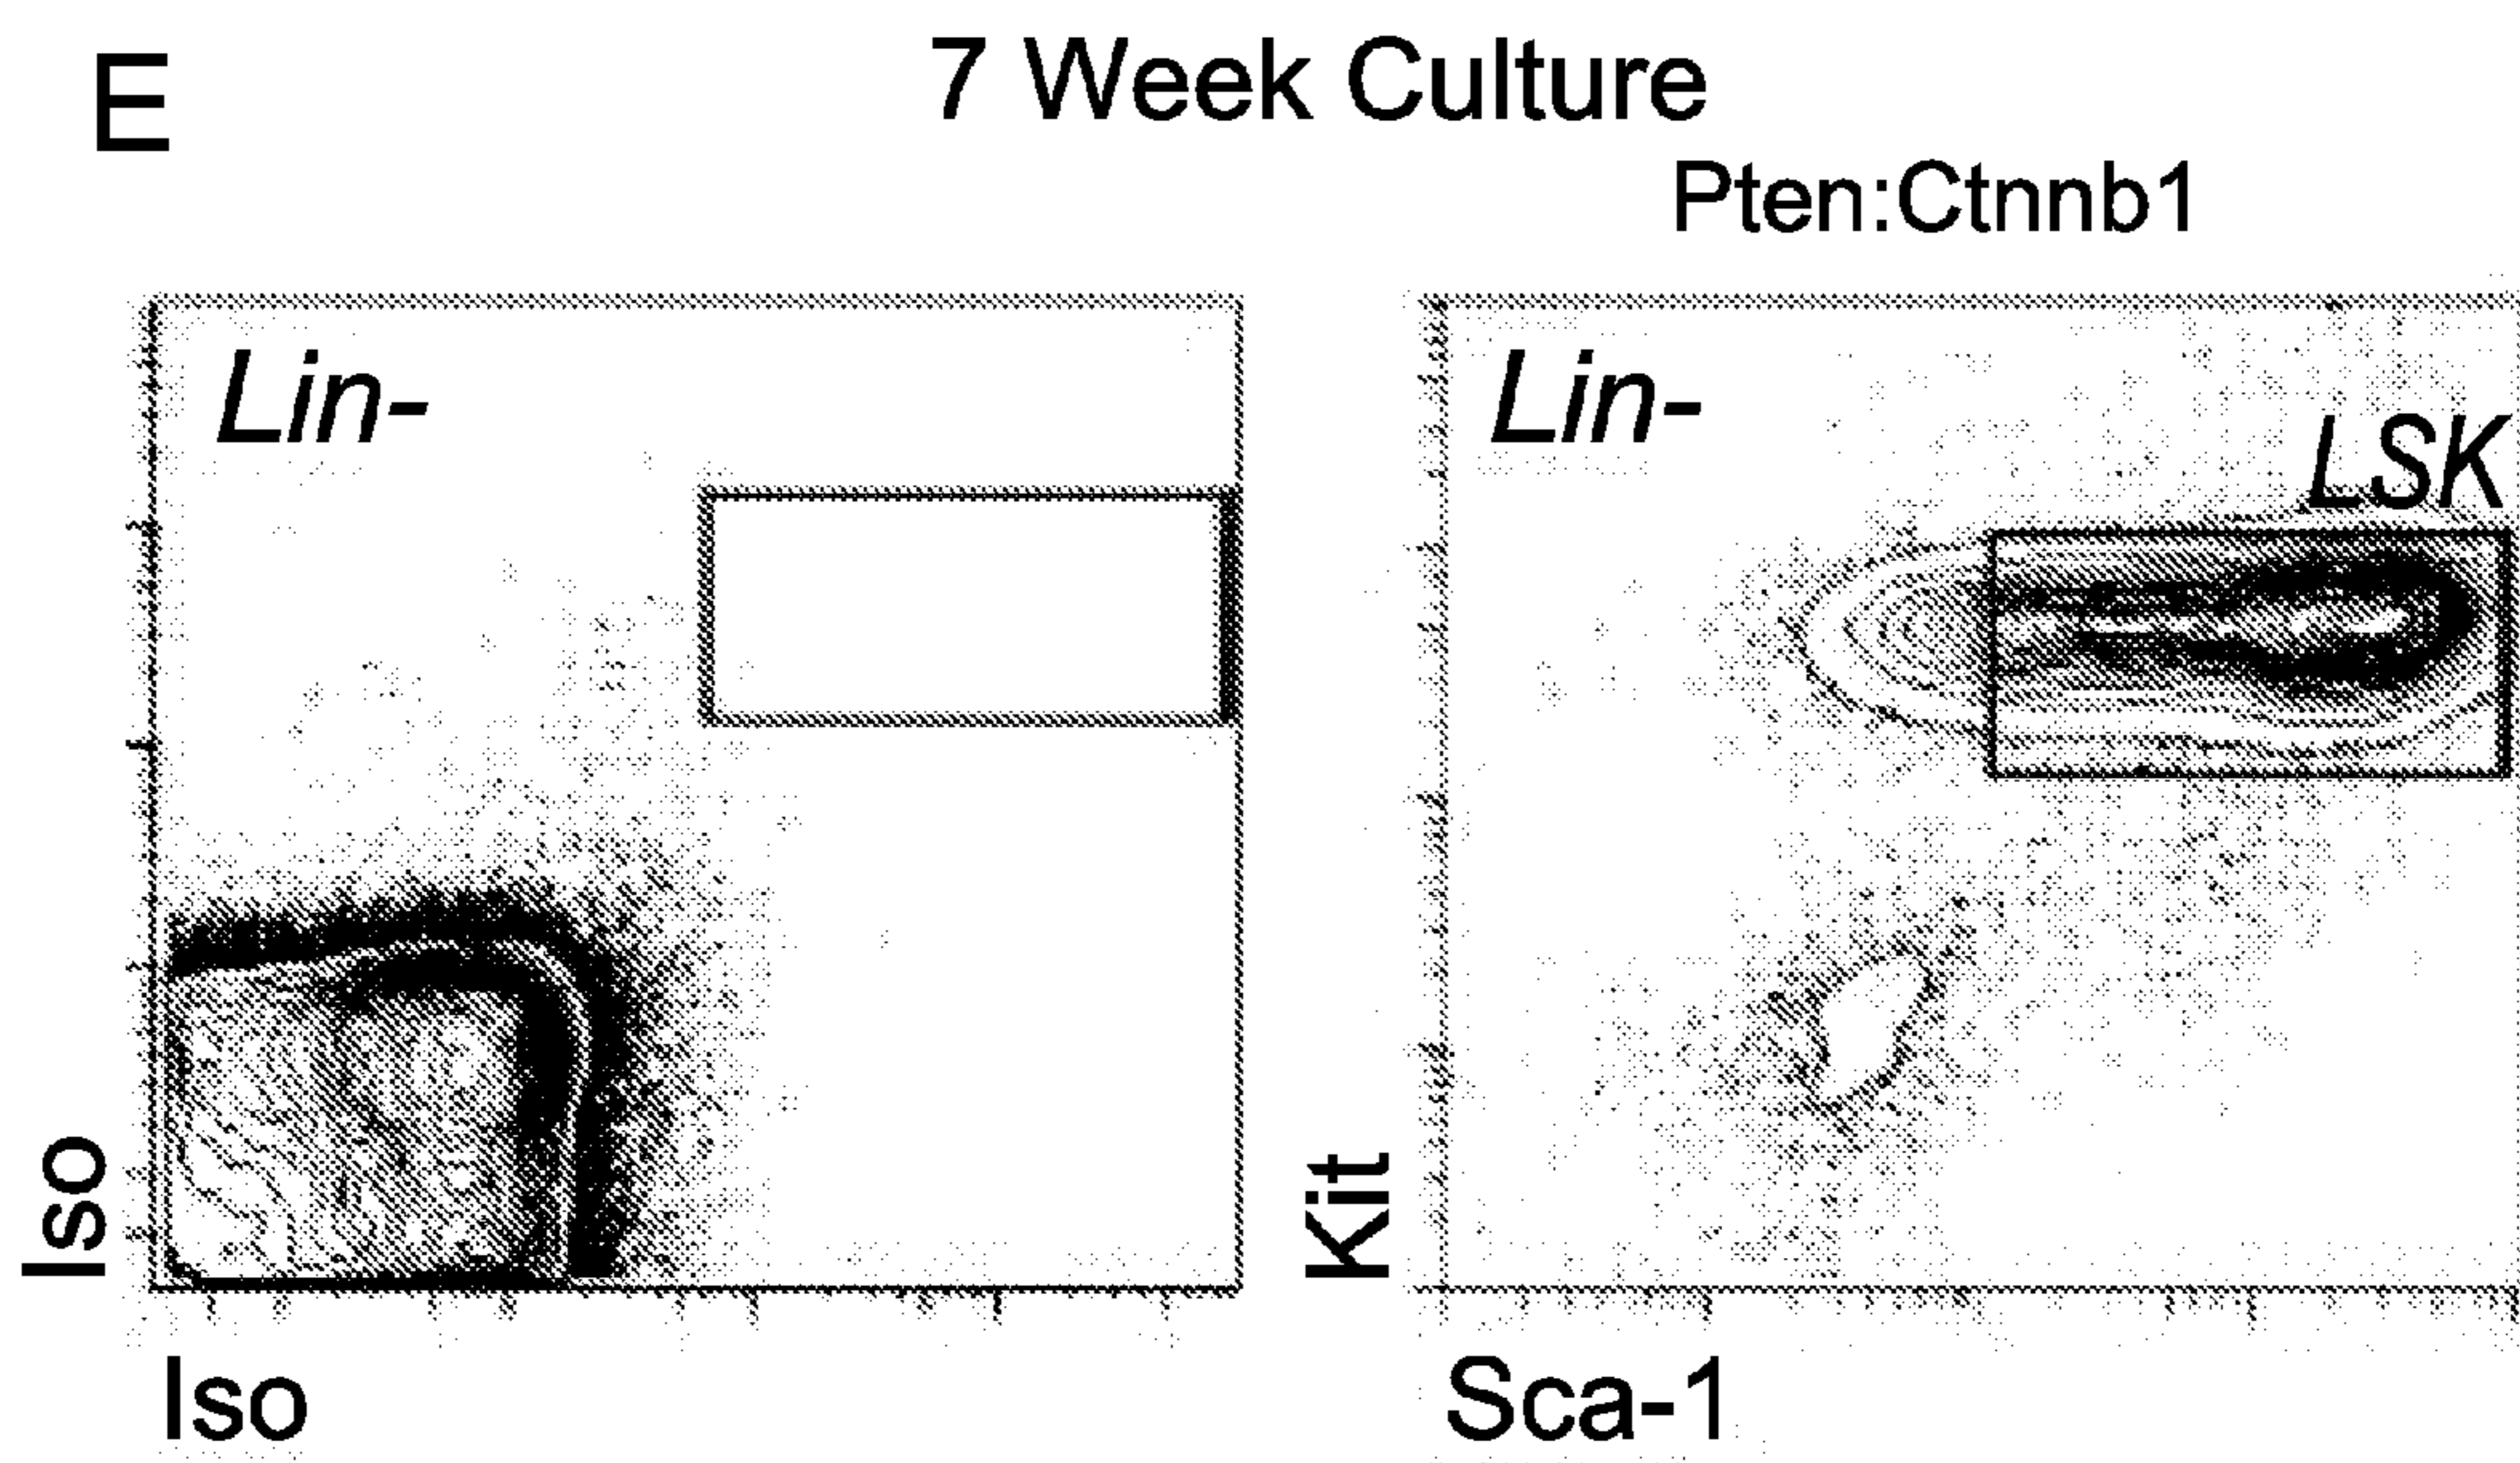 E
7 Week Culture
Pten:Ctnnb1
Lin-
Lin-
LSK
Iso
Iso
Kit
Sca-1